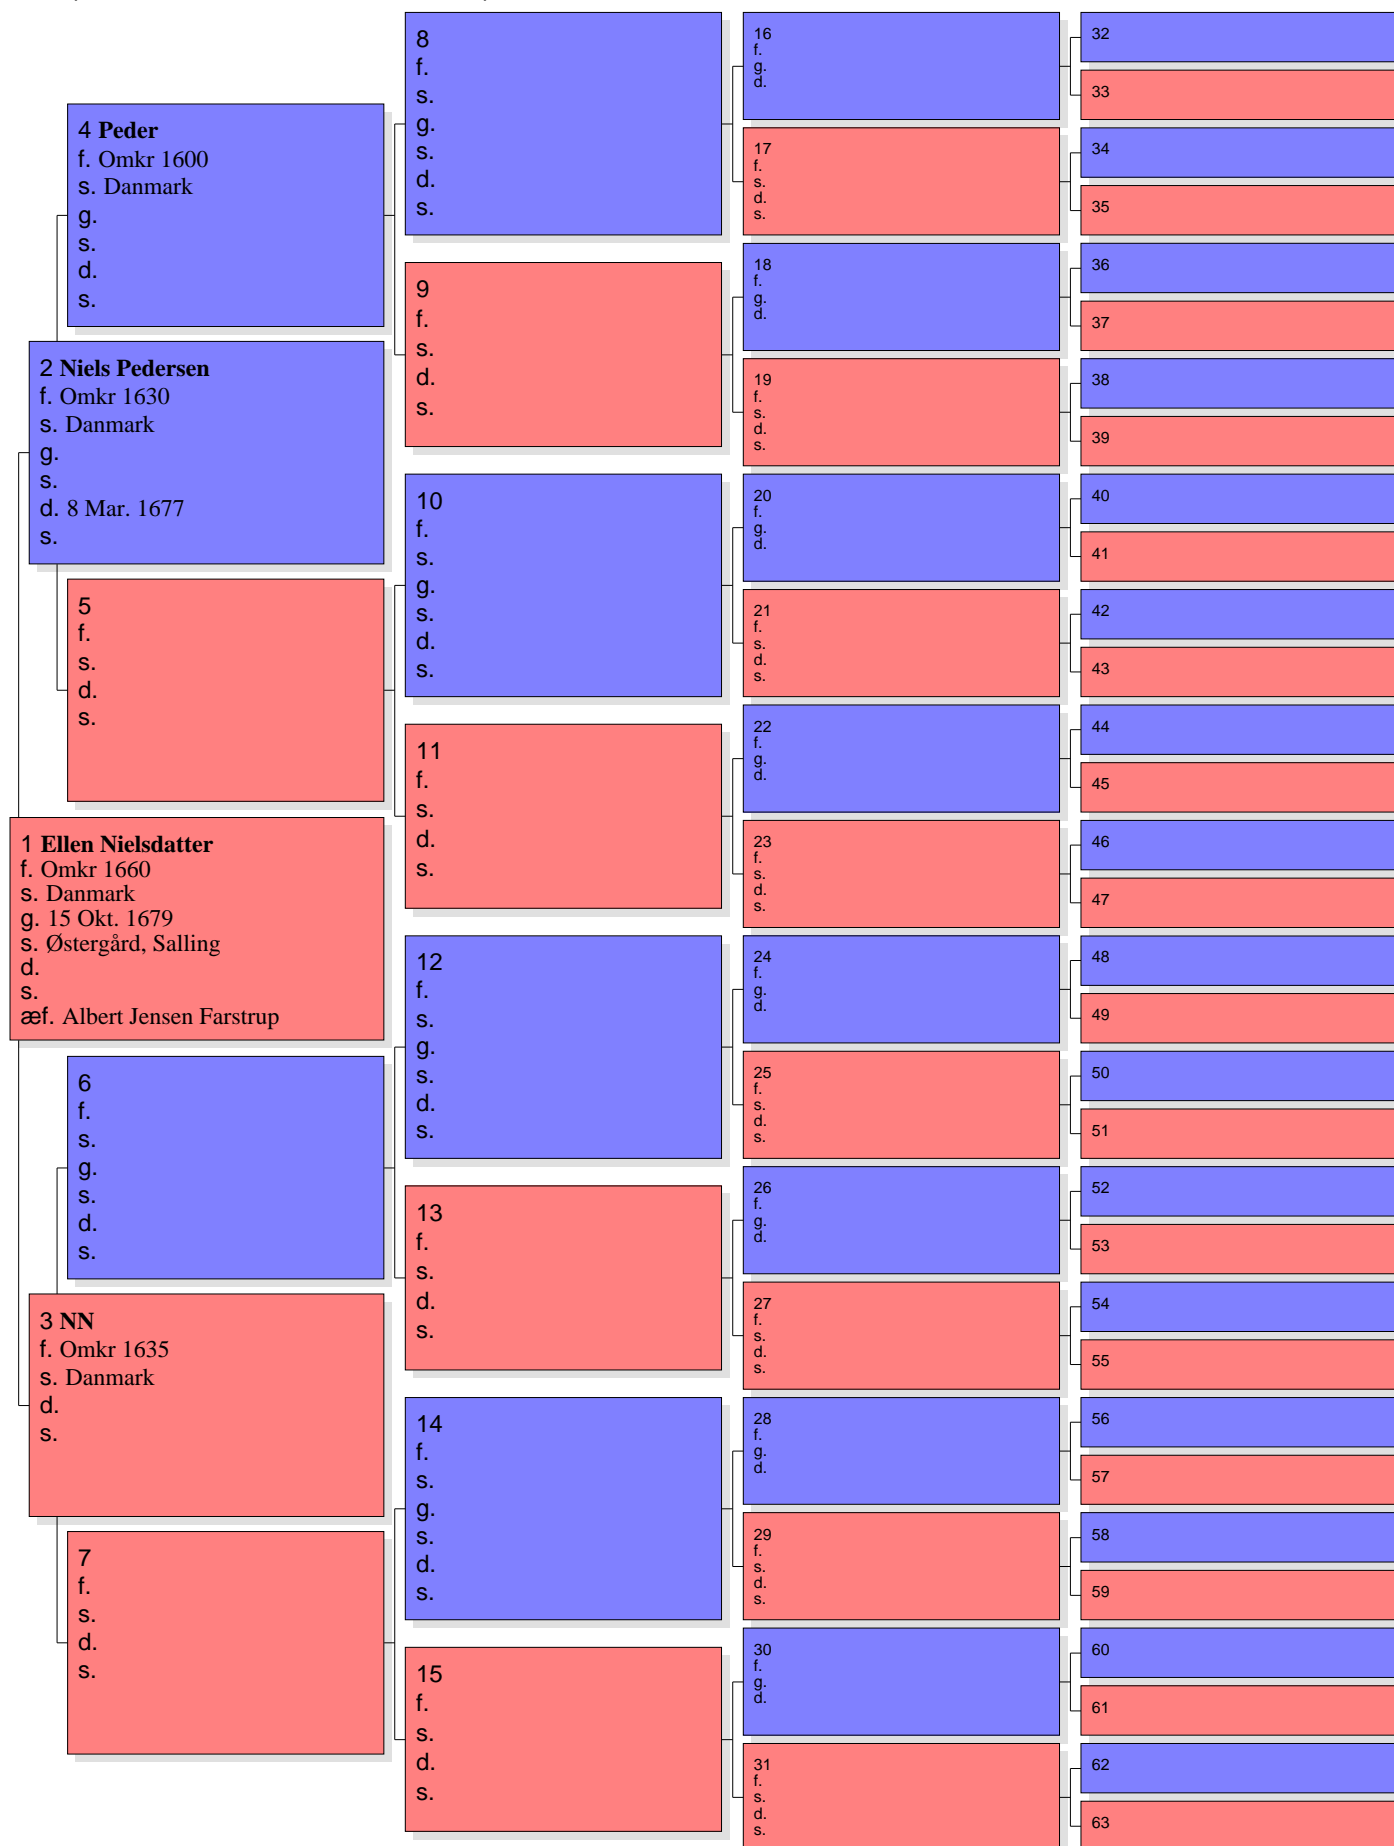 4 Peder
f. Omkr 1600
s. Danmark
g.
s.
d.
s.
2 Niels Pedersen
f. Omkr 1630
s. Danmark
g.
s.
d. 8 Mar. 1677
s.
5
f.
s.
d.
s.
1 Ellen Nielsdatter
f. Omkr 1660
s. Danmark
g. 15 Okt. 1679
s. Østergård, Salling
d.
s.
æf. Albert Jensen Farstrup
6
f.
s.
g.
s.
d.
s.
3 NN
f. Omkr 1635
s. Danmark
d.
s.
7
f.
s.
d.
s.
8
f.
s.
g.
s.
d.
s.
9
f.
s.
d.
s.
10
f.
s.
g.
s.
d.
s.
11
f.
s.
d.
s.
12
f.
s.
g.
s.
d.
s.
13
f.
s.
d.
s.
14
f.
s.
g.
s.
d.
s.
15
f.
s.
d.
s.
16
f.
g.
d.
17
f.
s.
d.
s.
18
f.
g.
d.
19
f.
s.
d.
s.
20
f.
g.
d.
21
f.
s.
d.
s.
22
f.
g.
d.
23
f.
s.
d.
s.
24
f.
g.
d.
25
f.
s.
d.
s.
26
f.
g.
d.
27
f.
s.
d.
s.
28
f.
g.
d.
29
f.
s.
d.
s.
30
f.
g.
d.
31
f.
s.
d.
s.
32
33
34
35
36
37
38
39
40
41
42
43
44
45
46
47
48
49
50
51
52
53
54
55
56
57
58
59
60
61
62
63